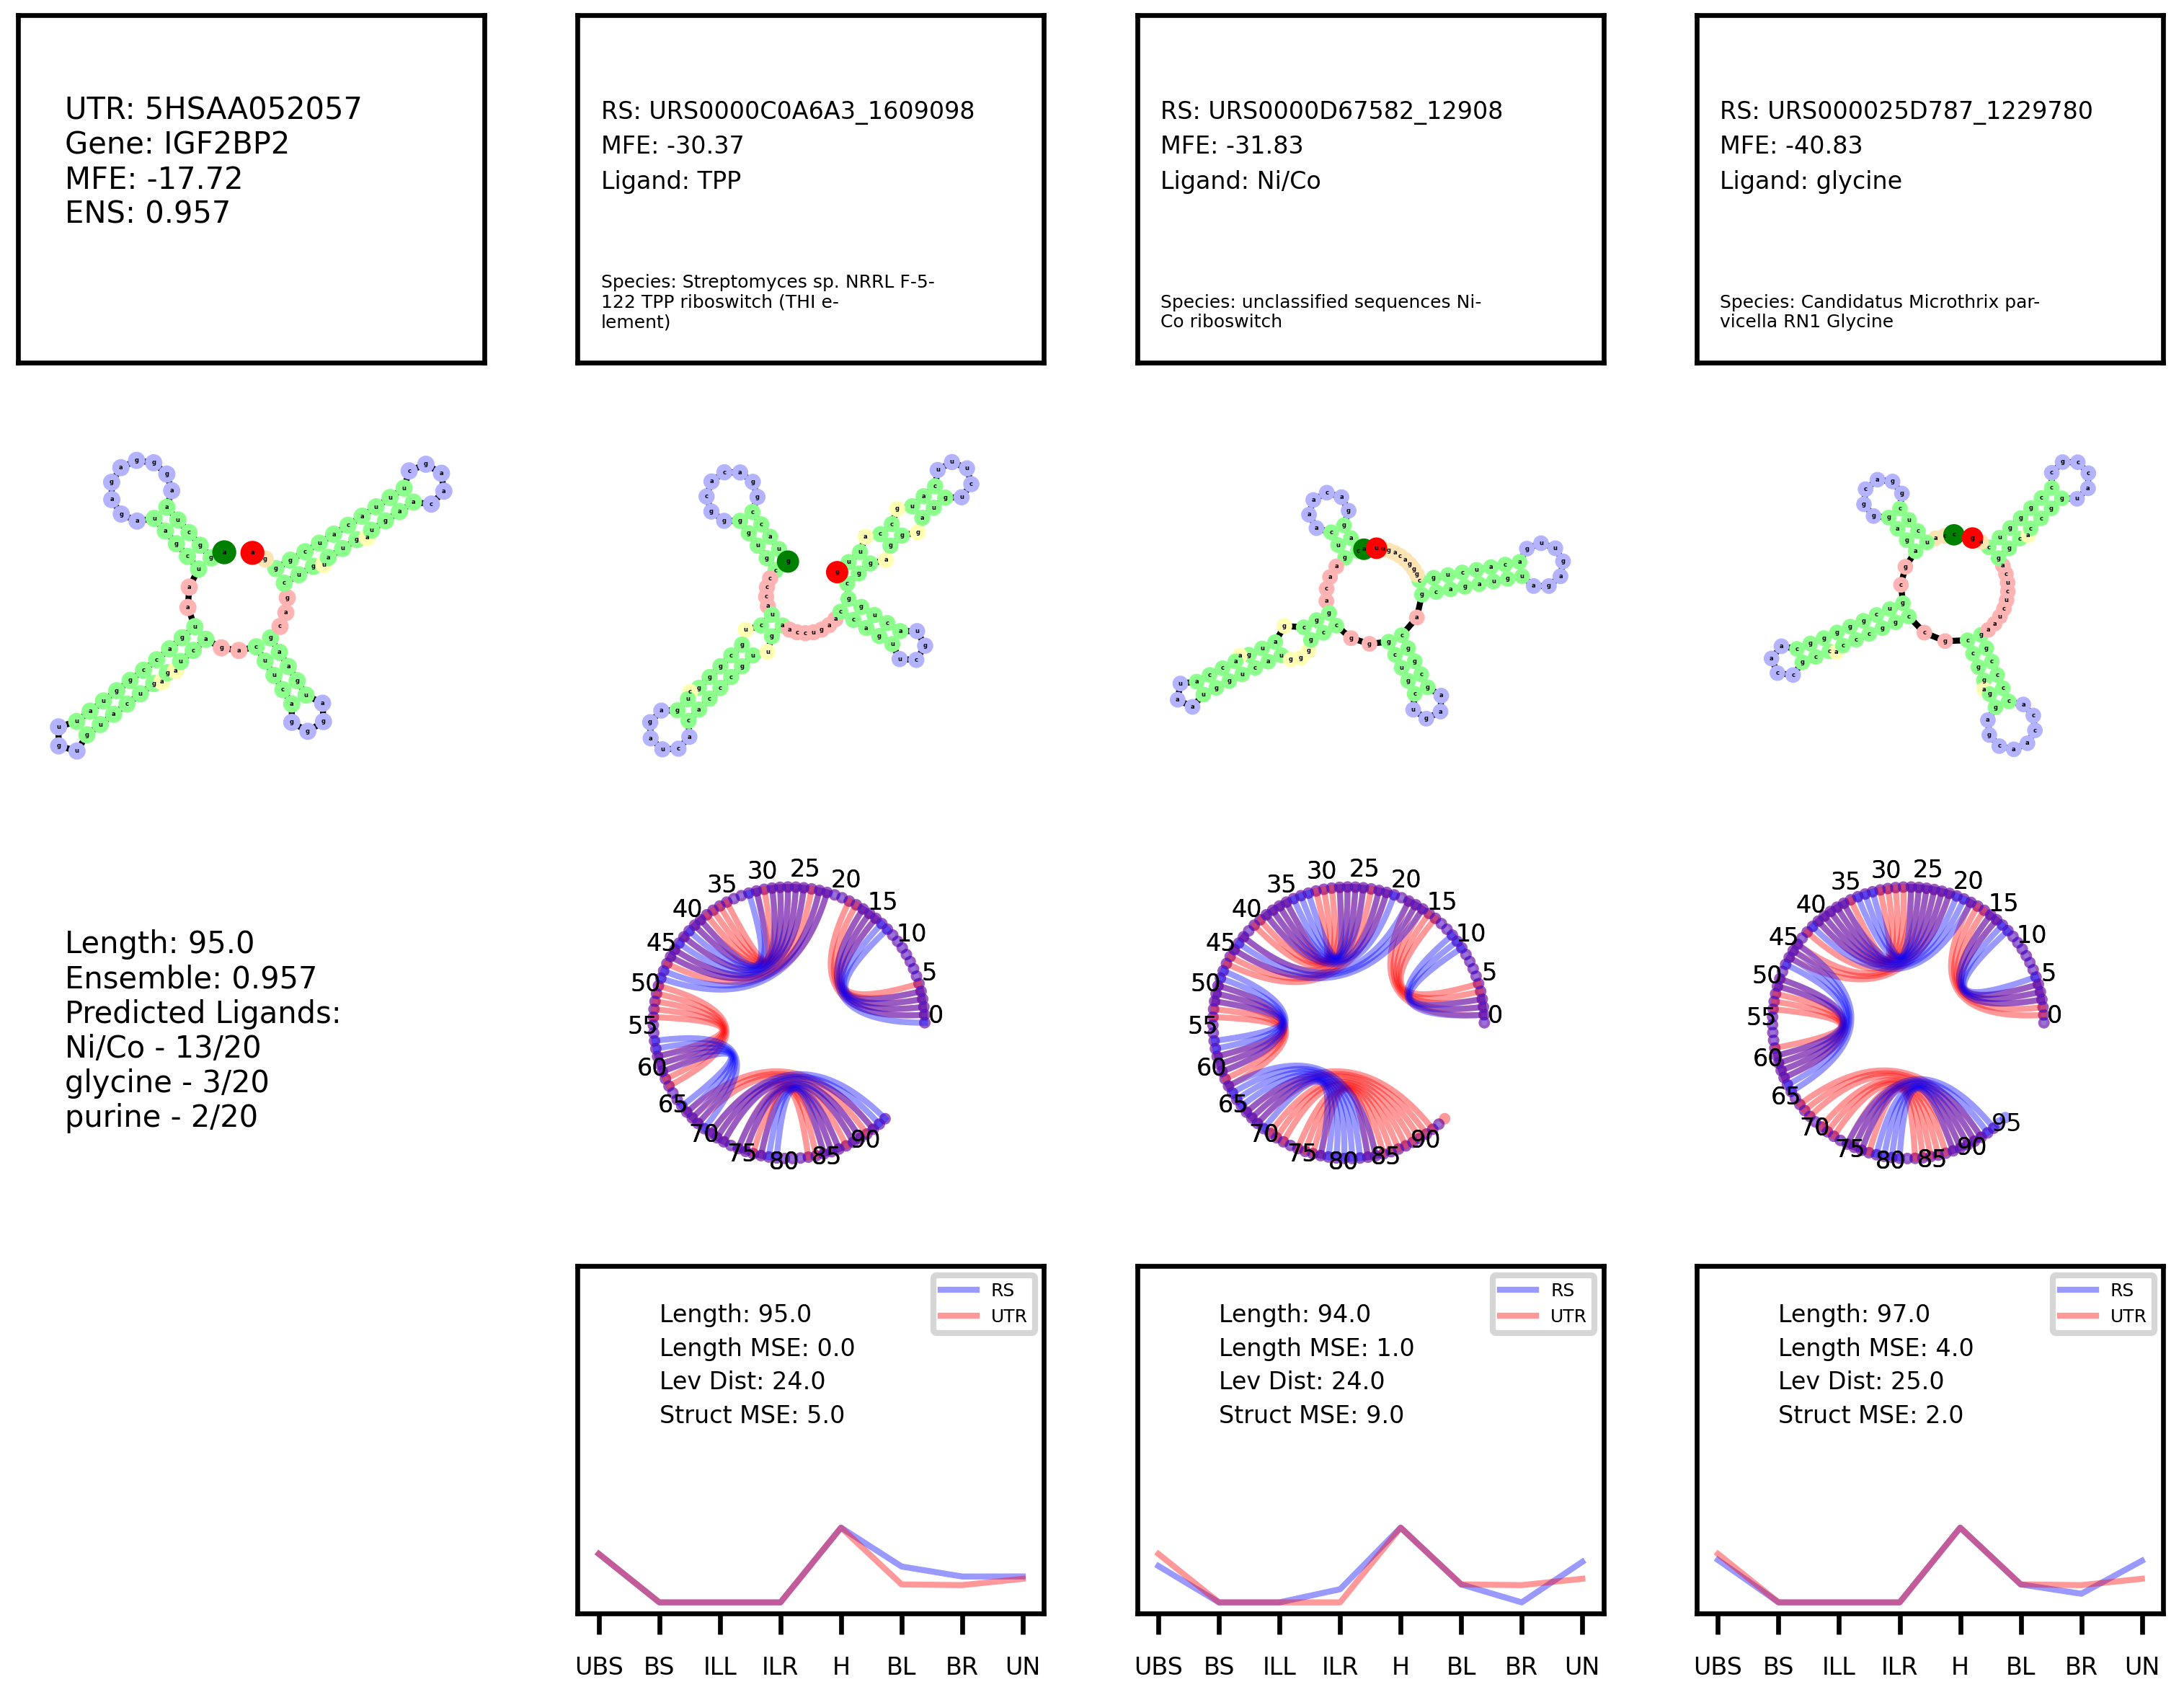 UTR: 5HSAA052057
Gene: IGF2BP2
MFE: -17.72
ENS: 0.957
RS: URS0000C0A6A3_1609098
MFE: -30.37
Ligand: TPP
Species: Streptomyces sp. NRRL F-5-
122 TPP riboswitch (THI e-
lement)
RS: URS0000D67582_12908
MFE: -31.83
Ligand: Ni/Co
Species: unclassified sequences Ni-
Co riboswitch
RS: URS000025D787_1229780
MFE: -40.83
Ligand: glycine
Species: Candidatus Microthrix par-
vicella RN1 Glycine
Length: 95.0
Ensemble: 0.957
Predicted Ligands:
Ni/Co - 13/20
glycine - 3/20
purine - 2/20
0 5 10 15 20 25 30 35 40 45 50 55 60 65 70 75 80 85 90
0 5 10 15 20 25 30 35 40 45 50 55 60 65 70 75 80 85 90
0 5 10 15 20 25 30 35 40 45 50 55 60 65 70 75 80 85 90 95
Length: 95.0
Length MSE: 0.0
Lev Dist: 24.0
Struct MSE: 5.0
RS
UTR
UBS BS ILL ILR H BL BR UN
Length: 94.0
Length MSE: 1.0
Lev Dist: 24.0
Struct MSE: 9.0
RS
UTR
UBS BS ILL ILR H BL BR UN
Length: 97.0
Length MSE: 4.0
Lev Dist: 25.0
Struct MSE: 2.0
RS
UTR
UBS BS ILL ILR H BL BR UN